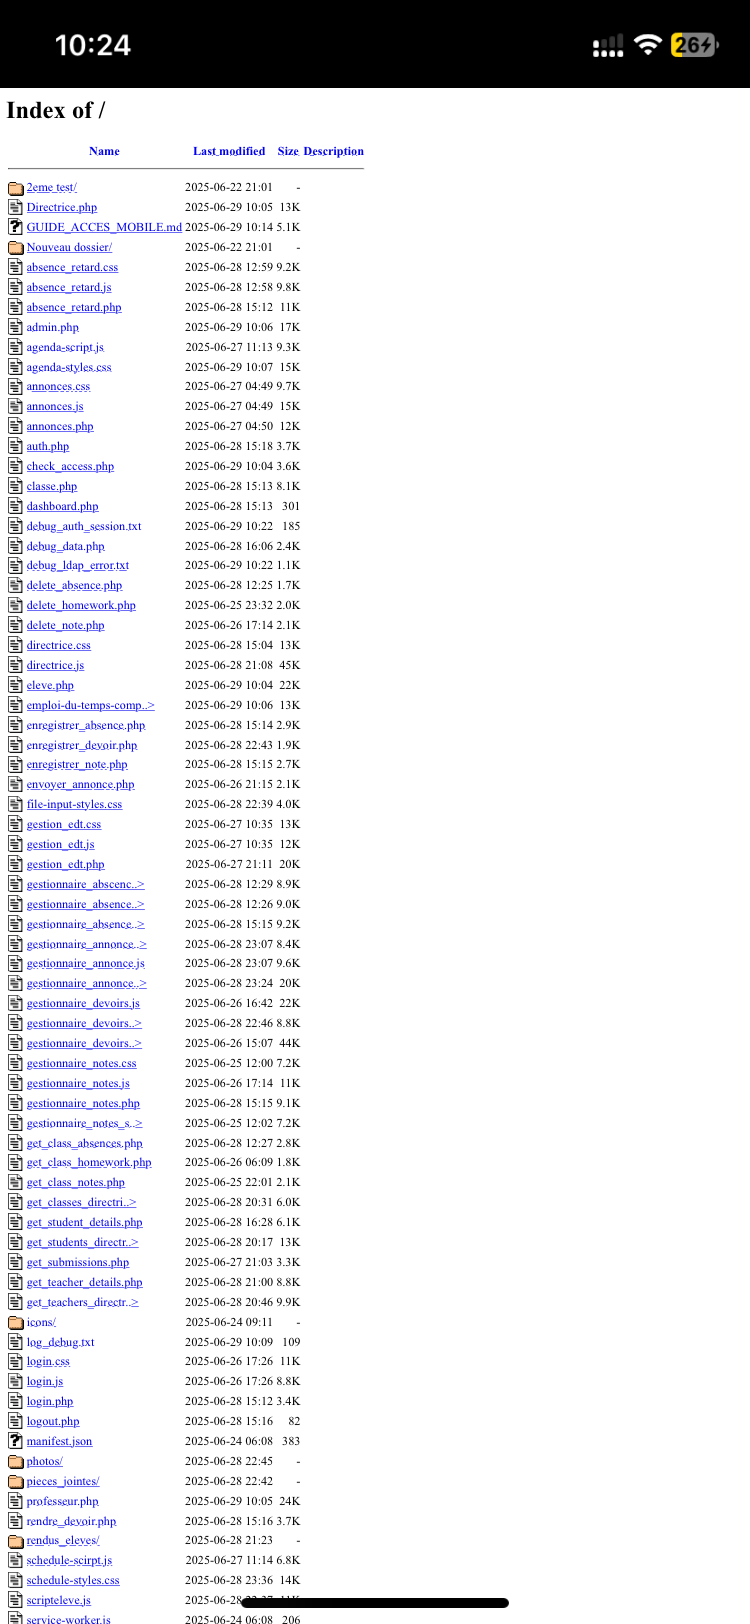 10:24
26
Index of /
Name Last modified Size Description
2eme test/ 2025-06-22 21:01 -
Directrice.php 2025-06-29 10:05 13K
GUIDE_ACCES_MOBILE.md 2025-06-29 10:14 5.1K
Nouveau dossier/ 2025-06-22 21:01 -
absence_retard.css 2025-06-28 12:59 9.2K
absence_retard.js 2025-06-28 12:58 9.8K
absence_retard.php 2025-06-28 15:12 11K
admin.php 2025-06-29 10:06 17K
agenda-script.js 2025-06-27 11:13 9.3K
agenda-styles.css 2025-06-29 10:07 15K
annonces.css 2025-06-27 04:49 9.7K
annonces.js 2025-06-27 04:49 15K
annonces.php 2025-06-27 04:50 12K
auth.php 2025-06-28 15:18 3.7K
check_access.php 2025-06-29 10:04 3.6K
classe.php 2025-06-28 15:13 8.1K
dashboard.php 2025-06-28 15:13 301
debug_auth_session.txt 2025-06-29 10:22 185
debug_data.php 2025-06-28 16:06 2.4K
debug_ldap_error.txt 2025-06-29 10:22 1.1K
delete_absence.php 2025-06-28 12:25 1.7K
delete_homework.php 2025-06-25 23:32 2.0K
delete_note.php 2025-06-26 17:14 2.1K
directrice.css 2025-06-28 15:04 13K
directrice.js 2025-06-28 21:08 45K
eleve.php 2025-06-29 10:04 22K
emploi-du-temps-comp..> 2025-06-29 10:06 13K
enregistrer_absence.php 2025-06-28 15:14 2.9K
enregistrer_devoir.php 2025-06-28 22:43 1.9K
enregistrer_note.php 2025-06-28 15:15 2.7K
envoyer_annonce.php 2025-06-26 21:15 2.1K
file-input-styles.css 2025-06-28 22:39 4.0K
gestion_edt.css 2025-06-27 10:35 13K
gestion_edt.js 2025-06-27 10:35 12K
gestion_edt.php 2025-06-27 21:11 20K
gestionnaire_abscenc..> 2025-06-28 12:29 8.9K
gestionnaire_absence..> 2025-06-28 12:26 9.0K
gestionnaire_absence..> 2025-06-28 15:15 9.2K
gestionnaire_annonce..> 2025-06-28 23:07 8.4K
gestionnaire_annonce.js 2025-06-28 23:07 9.6K
gestionnaire_annonce..> 2025-06-28 23:24 20K
gestionnaire_devoirs.js 2025-06-26 16:42 22K
gestionnaire_devoirs..> 2025-06-28 22:46 8.8K
gestionnaire_devoirs..> 2025-06-26 15:07 44K
gestionnaire_notes.css 2025-06-25 12:00 7.2K
gestionnaire_notes.js 2025-06-26 17:14 11K
gestionnaire_notes.php 2025-06-28 15:15 9.1K
gestionnaire_notes_s..> 2025-06-25 12:02 7.2K
get_class_absences.php 2025-06-28 12:27 2.8K
get_class_homework.php 2025-06-26 06:09 1.8K
get_class_notes.php 2025-06-25 22:01 2.1K
get_classes_directri..> 2025-06-28 20:31 6.0K
get_student_details.php 2025-06-28 16:28 6.1K
get_students_directr..> 2025-06-28 20:17 13K
get_submissions.php 2025-06-27 21:03 3.3K
get_teacher_details.php 2025-06-28 21:00 8.8K
get_teachers_directr..> 2025-06-28 20:46 9.9K
icons/ 2025-06-24 09:11 -
log_debug.txt 2025-06-29 10:09 109
login.css 2025-06-26 17:26 11K
login.js 2025-06-26 17:26 8.8K
login.php 2025-06-28 15:12 3.4K
logout.php 2025-06-28 15:16 82
manifest.json 2025-06-24 06:08 383
photos/ 2025-06-28 22:45 -
pieces_jointes/ 2025-06-28 22:42 -
professeur.php 2025-06-29 10:05 24K
rendre_devoir.php 2025-06-28 15:16 3.7K
rendus_eleves/ 2025-06-28 21:23 -
schedule-scirpt.js 2025-06-27 11:14 6.8K
schedule-styles.css 2025-06-28 23:36 14K
scripteleve.js 2025-06-28
service-worker.js 2025-06-24 06:08 206